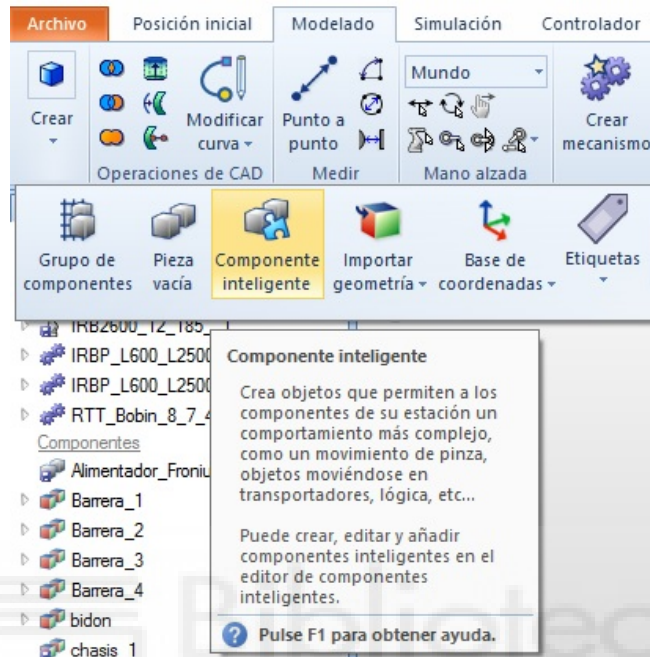 Archivo Posición inicial Modelado Simulación Controlador
Mundo
Crear Modificar curva Punto a punto Crear mecanismo
Operaciones de CAD Medir Mano alzada
Grupo de componentes Pieza vacía Componente inteligente Importar geometría Base de coordenadas Etiquetas
IRB2600_12_185_1
IRBP_L600_L2500
IRBP_L600_L2500
RTT_Bobin_8_7_4
Componentes
Alimentador_Froniu
Barrera_1
Barrera_2
Barrera_3
Barrera_4
bidon
chasis_1
Componente inteligente
Crea objetos que permiten a los
componentes de su estación un
comportamiento más complejo,
como un movimiento de pinza,
objetos moviéndose en
transportadores, lógica, etc...
Puede crear, editar y añadir
componentes inteligentes en el
editor de componentes
inteligentes.
Pulse F1 para obtener ayuda.
Bibliotec